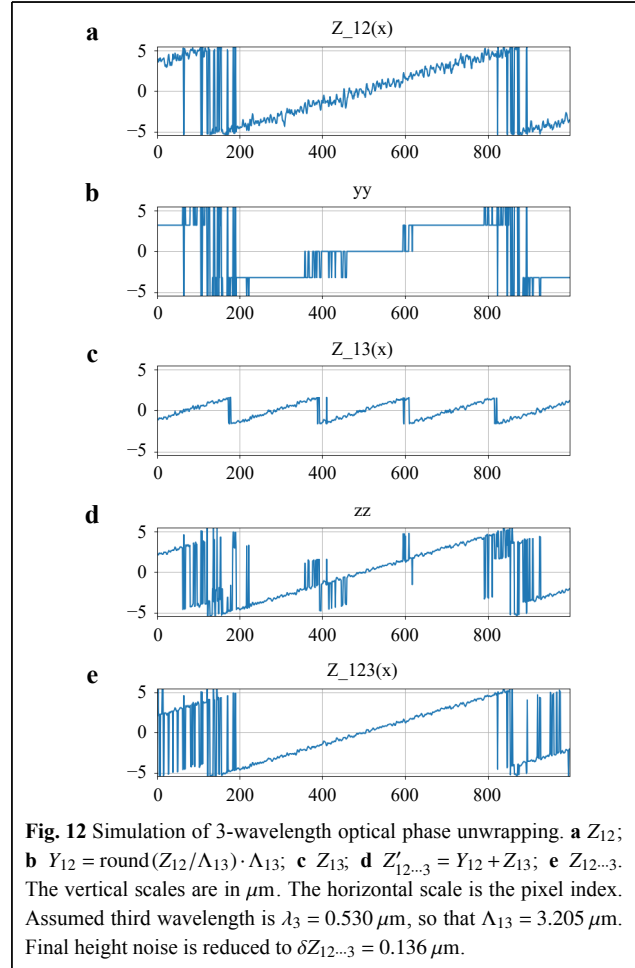 a
Z_12(x)
5
0
−5
0 200 400 600 800
b
yy
5
0
−5
0 200 400 600 800
c
Z_13(x)
5
0
−5
0 200 400 600 800
d
zz
5
0
−5
0 200 400 600 800
e
Z_123(x)
5
0
−5
0 200 400 600 800
Fig. 12 Simulation of 3-wavelength optical phase unwrapping. a Z₁₂;
b Y₁₂ = round (Z₁₂/Λ₁₃) · Λ₁₃; c Z₁₃; d Z′₁₂…₃ = Y₁₂ + Z₁₃; e Z₁₂…₃.
The vertical scales are in μm. The horizontal scale is the pixel index.
Assumed third wavelength is λ₃ = 0.530 μm, so that Λ₁₃ = 3.205 μm.
Final height noise is reduced to δZ₁₂…₃ = 0.136 μm.